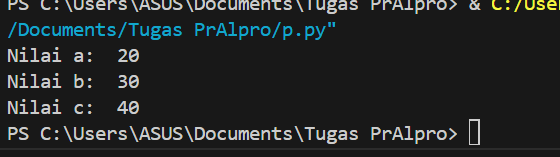 PS C:\Users\ASUS\Documents\Tugas PrAlpro> & C:/Use
/Documents/Tugas PrAlpro/p.py"
Nilai a:  20
Nilai b:  30
Nilai c:  40
PS C:\Users\ASUS\Documents\Tugas PrAlpro>